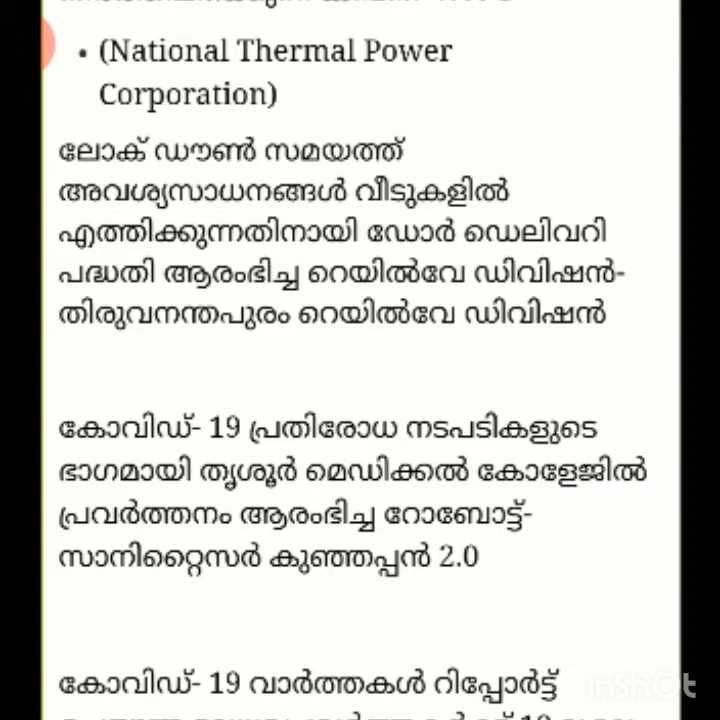 • (National Thermal Power
Corporation)
ലോക് ഡൗൺ സമയത്ത്
അവശ്യസാധനങ്ങൾ വീടുകളിൽ
എത്തിക്കുന്നതിനായി ഡോർ ഡെലിവറി
പദ്ധതി ആരംഭിച്ച റെയിൽവേ ഡിവിഷൻ-
തിരുവനന്തപുരം റെയിൽവേ ഡിവിഷൻ
കോവിഡ്- 19 പ്രതിരോധ നടപടികളുടെ
ഭാഗമായി തൃശൂർ മെഡിക്കൽ കോളേജിൽ
പ്രവർത്തനം ആരംഭിച്ച റോബോട്ട്-
സാനിറ്റൈസർ കുഞ്ഞപ്പൻ 2.0
കോവിഡ്- 19 വാർത്തകൾ റിപ്പോർട്ട്
InShOt